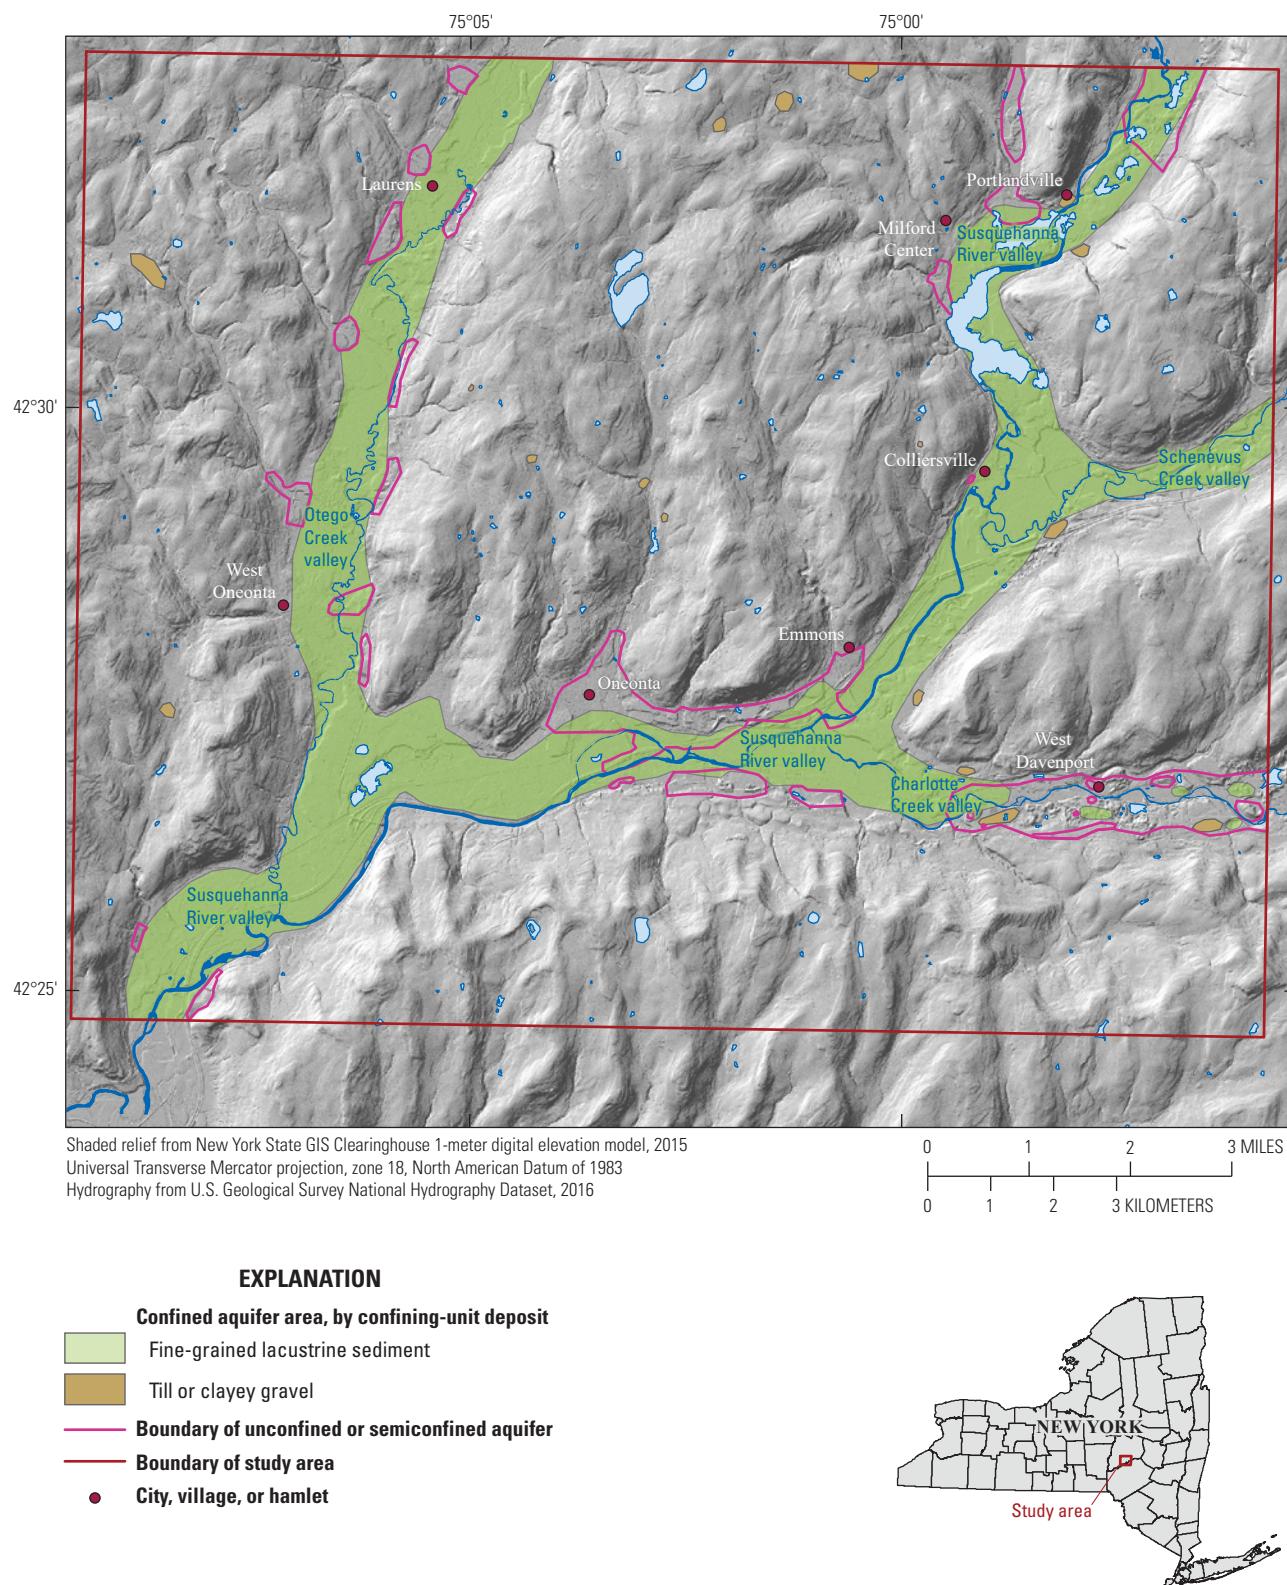 75°05'
75°00'
Laurens
Portlandville
Milford
Center
Susquehanna
River valley
42°30'
Colliersville
Schenevus
Creek valley
Otego
Creek
valley
West
Oneonta
Emmons
Oneonta
Susquehanna
River valley
West
Davenport
Charlotte
Creek valley
Susquehanna
River valley
42°25'
Shaded relief from New York State GIS Clearinghouse 1-meter digital elevation model, 2015
Universal Transverse Mercator projection, zone 18, North American Datum of 1983
Hydrography from U.S. Geological Survey National Hydrography Dataset, 2016
0 1 2 3 MILES
0 1 2 3 KILOMETERS
EXPLANATION
Confined aquifer area, by confining-unit deposit
Fine-grained lacustrine sediment
Till or clayey gravel
Boundary of unconfined or semiconfined aquifer
Boundary of study area
City, village, or hamlet
NEW YORK
Study area